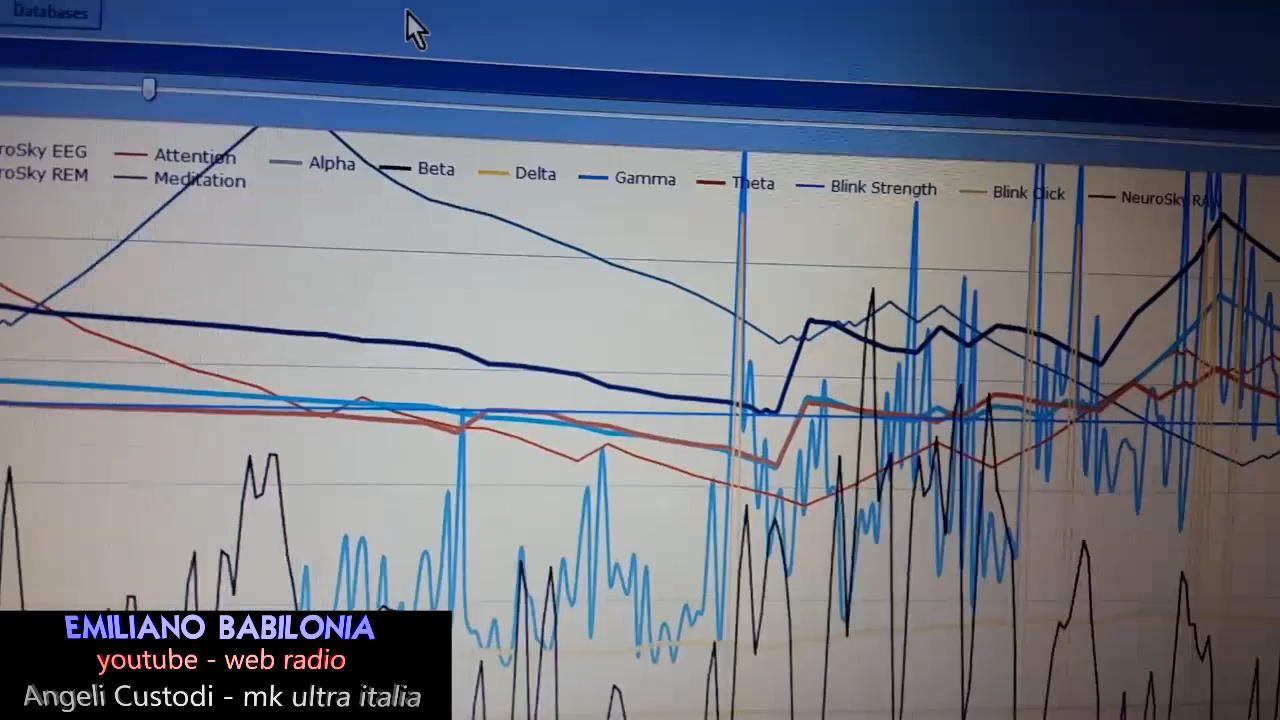 Databases
roSky EEG Attention Alpha Beta Delta Gamma Theta Blink Strength Blink Click NeuroSky RAW
roSky REM Meditation
EMILIANO BABILONIA
youtube - web radio
Angeli Custodi - mk ultra italia